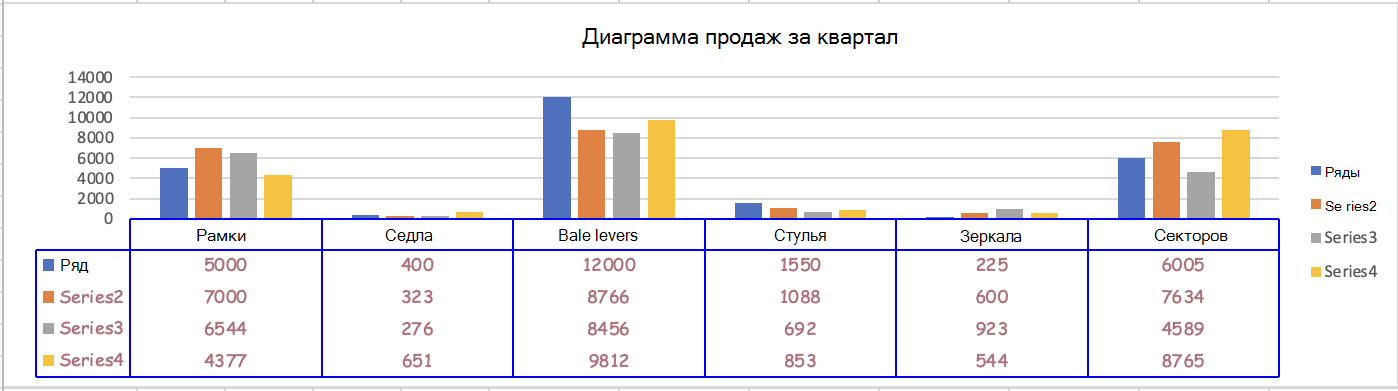 Диаграмма продаж за квартал
14000
12000
10000
8000
6000
4000
2000
0
Рамки Седла Bale levers Стулья Зеркала Секторов
Ряд 5000 400 12000 1550 225 6005
Series2 7000 323 8766 1088 600 7634
Series3 6544 276 8456 692 923 4589
Series4 4377 651 9812 853 544 8765
Ряды
Se ries2
Series3
Series4